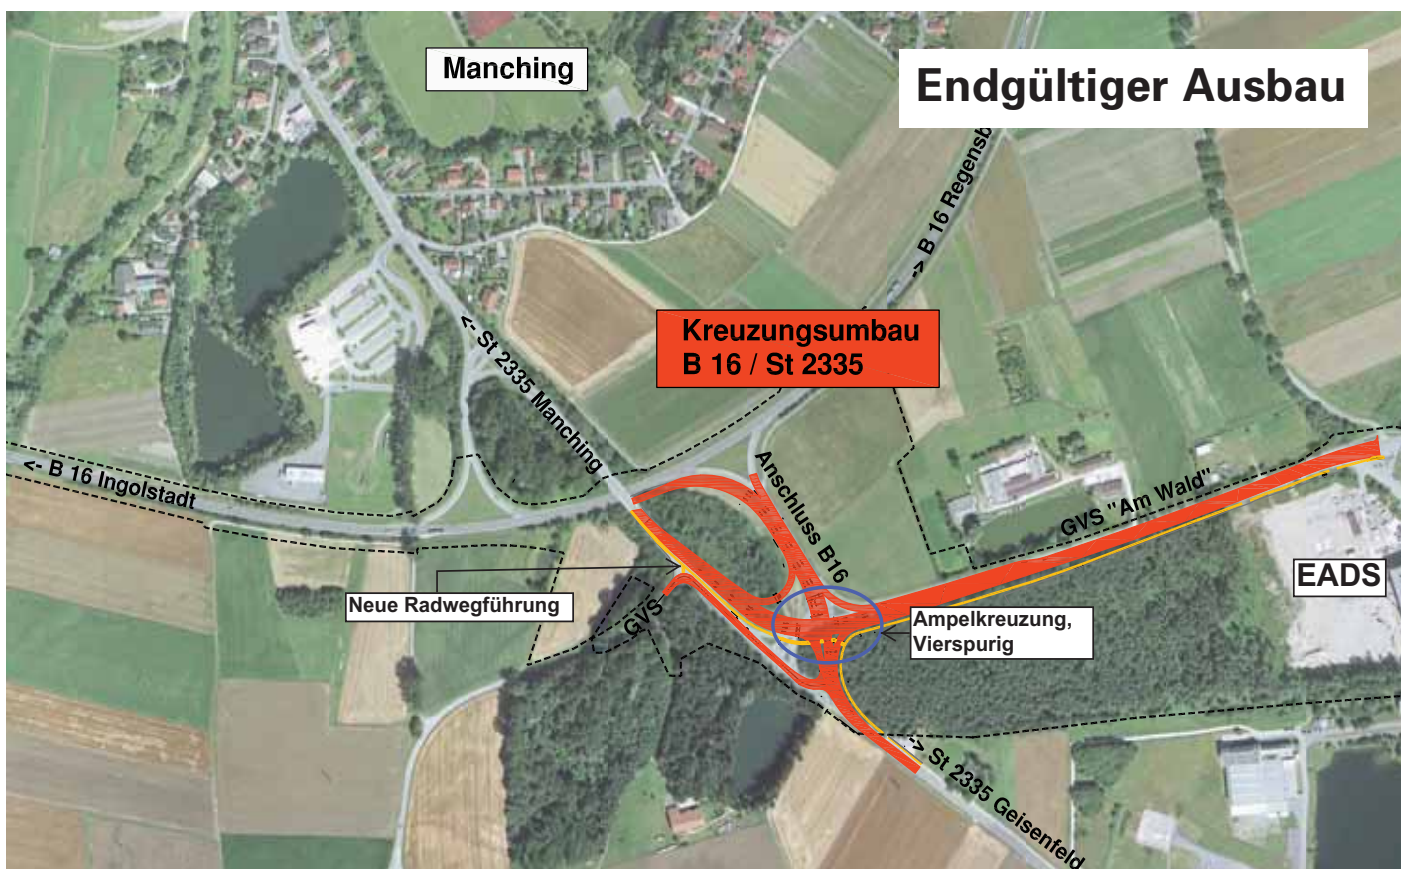 Manching
Endgültiger Ausbau
-> B 16 Regensb
Kreuzungsumbau
B 16 / St 2335
<- St 2335 Manching
<- B 16 Ingolstadt
Anschluss B16
GVS "Am Wald"
EADS
Neue Radwegführung
GVS
Ampelkreuzung,
Vierspurig
-> St 2335 Geisenfeld